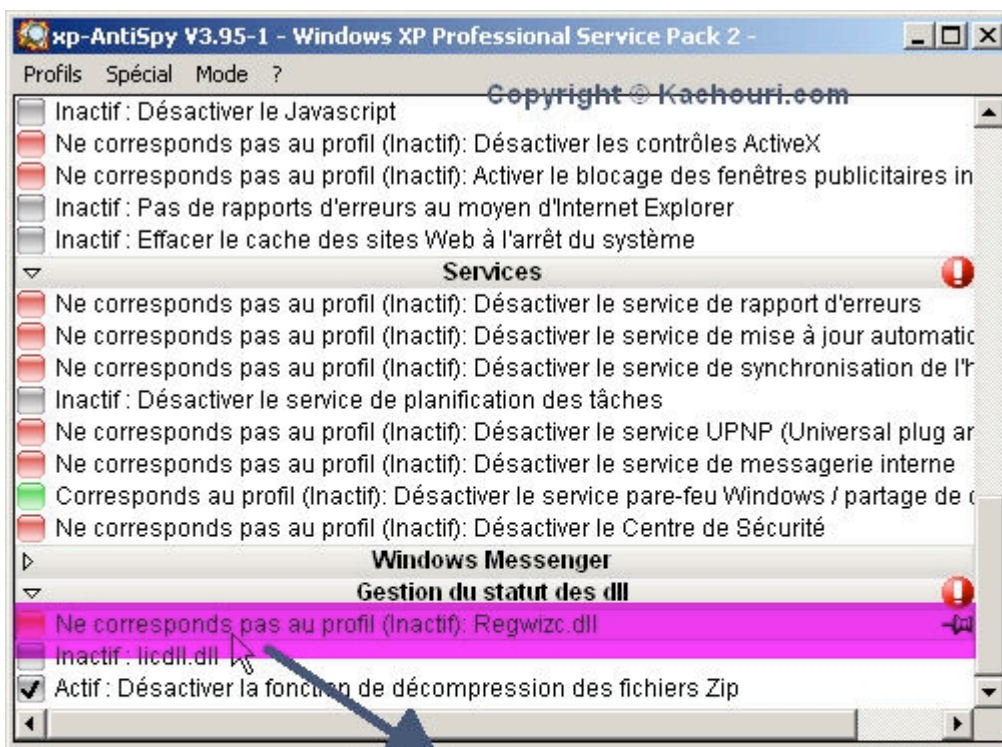 xp-AntiSpy V3.95-1 - Windows XP Professional Service Pack 2 -
Profils Spécial Mode ?
Copyright © Kachouri.com
Inactif : Désactiver le Javascript
Ne corresponds pas au profil (Inactif): Désactiver les contrôles ActiveX
Ne corresponds pas au profil (Inactif): Activer le blocage des fenêtres publicitaires in
Inactif : Pas de rapports d'erreurs au moyen d'Internet Explorer
Inactif : Effacer le cache des sites Web à l'arrêt du système
Services
Ne corresponds pas au profil (Inactif): Désactiver le service de rapport d'erreurs
Ne corresponds pas au profil (Inactif): Désactiver le service de mise à jour automatic
Ne corresponds pas au profil (Inactif): Désactiver le service de synchronisation de l'h
Inactif : Désactiver le service de planification des tâches
Ne corresponds pas au profil (Inactif): Désactiver le service UPNP (Universal plug an
Ne corresponds pas au profil (Inactif): Désactiver le service de messagerie interne
Corresponds au profil (Inactif): Désactiver le service pare-feu Windows / partage de c
Ne corresponds pas au profil (Inactif): Désactiver le Centre de Sécurité
Windows Messenger
Gestion du statut des dll
Ne corresponds pas au profil (Inactif): Regwizc.dll
Inactif : licdll.dll
Actif : Désactiver la fonction de décompression des fichiers Zip